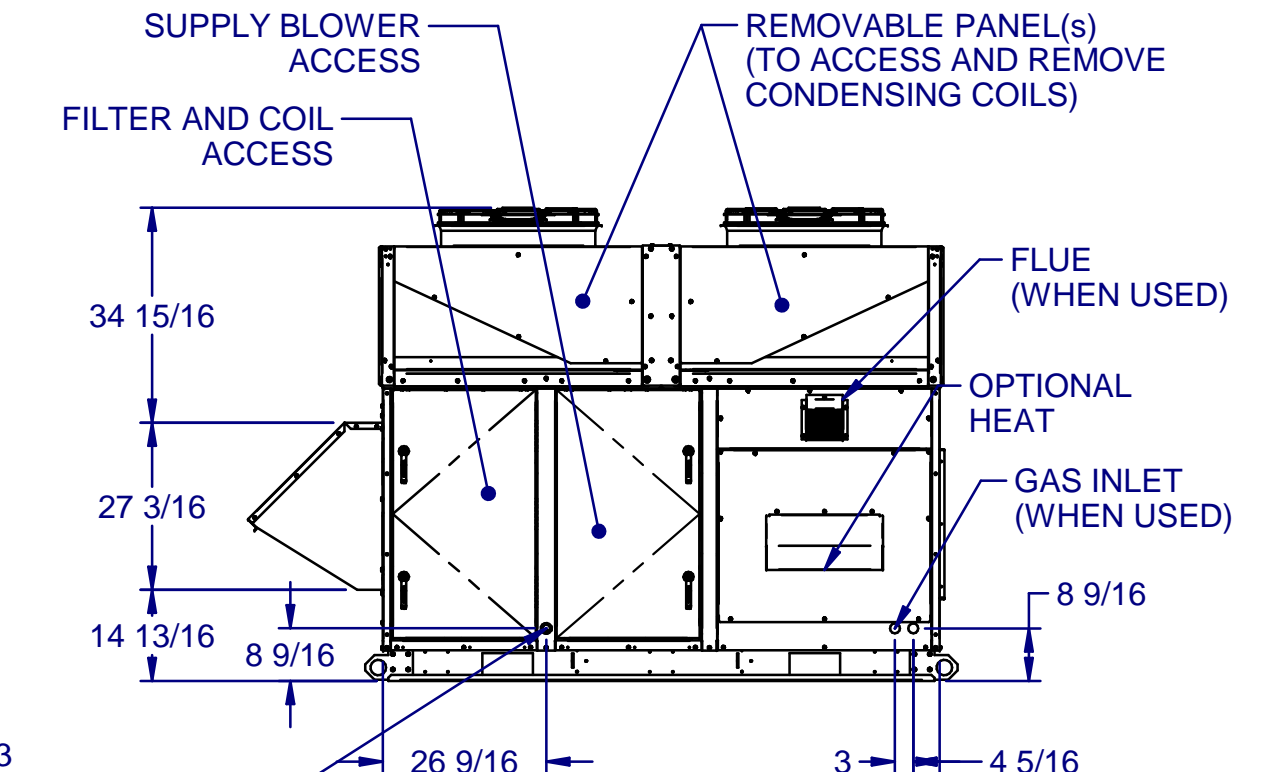 SUPPLY BLOWER
ACCESS
REMOVABLE PANEL(s)
(TO ACCESS AND REMOVE
CONDENSING COILS)
FILTER AND COIL
ACCESS
FLUE
(WHEN USED)
34 15/16
OPTIONAL
HEAT
GAS INLET
(WHEN USED)
27 3/16
8 9/16
14 13/16
8 9/16
3
26 9/16
3
4 5/16